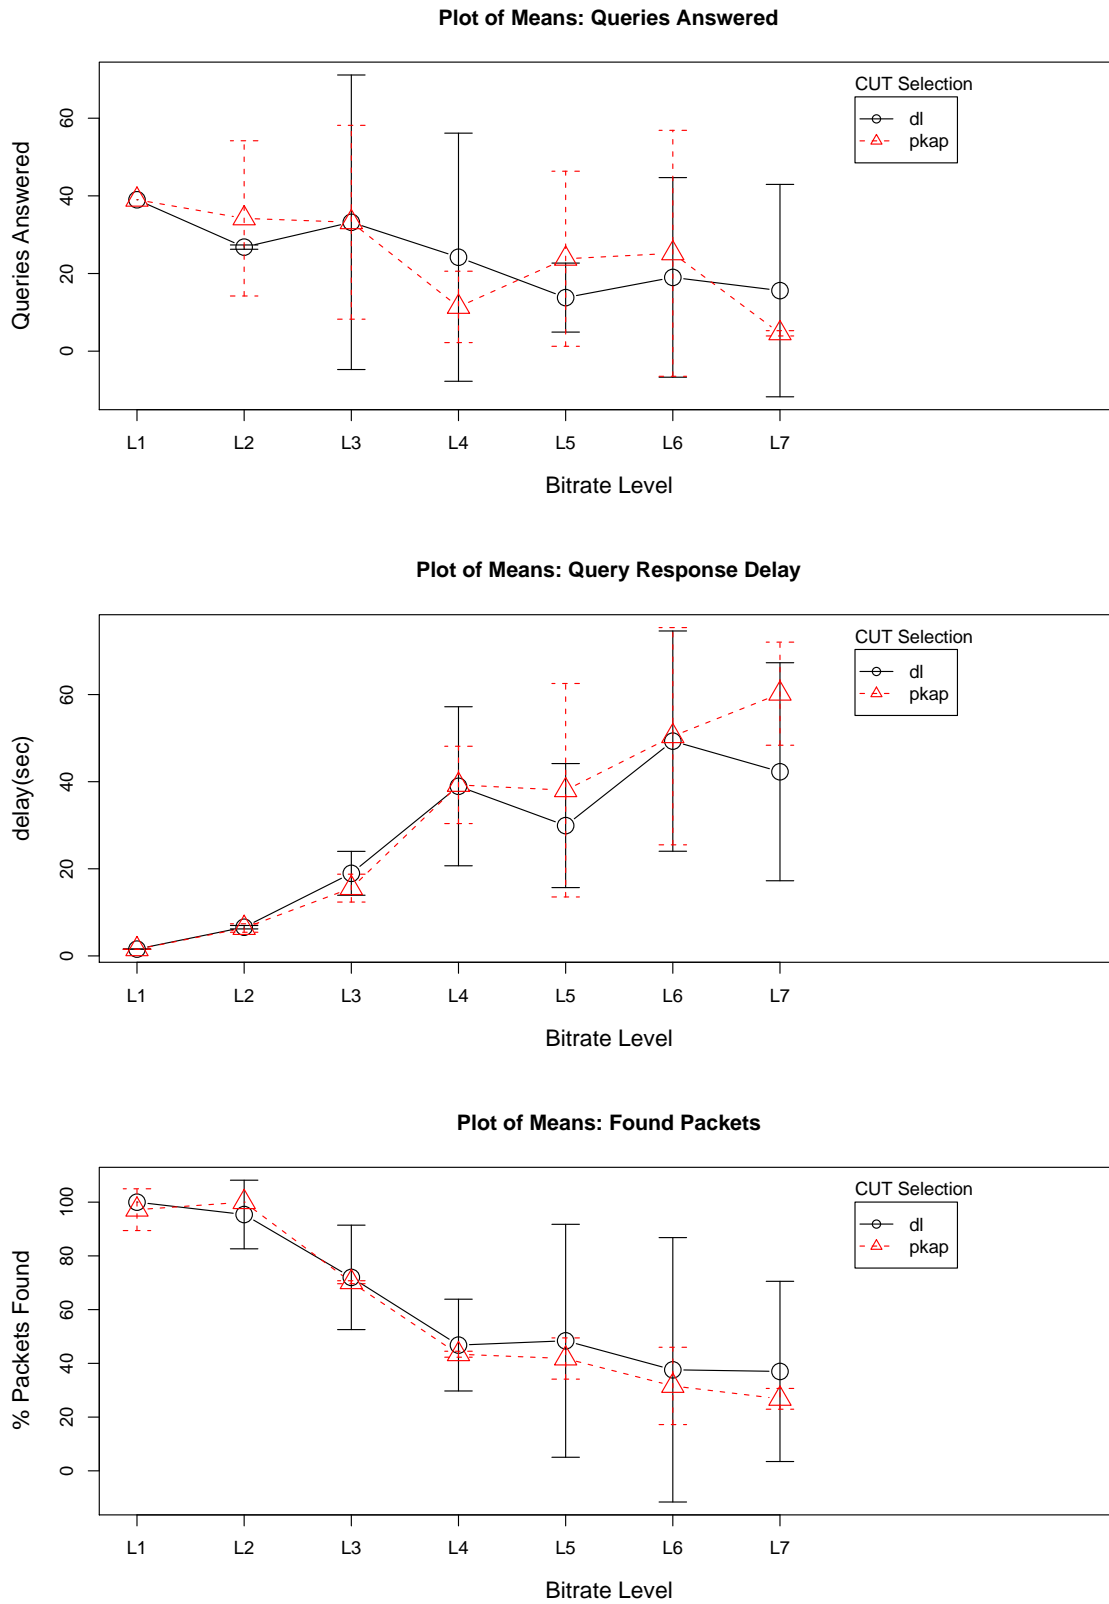 Plot of Means: Queries Answered
Queries Answered
60
40
20
0
CUT Selection
dl
pkap
L1 L2 L3 L4 L5 L6 L7
Bitrate Level
Plot of Means: Query Response Delay
delay(sec)
60
40
20
0
CUT Selection
dl
pkap
L1 L2 L3 L4 L5 L6 L7
Bitrate Level
Plot of Means: Found Packets
% Packets Found
100
80
60
40
20
0
CUT Selection
dl
pkap
L1 L2 L3 L4 L5 L6 L7
Bitrate Level